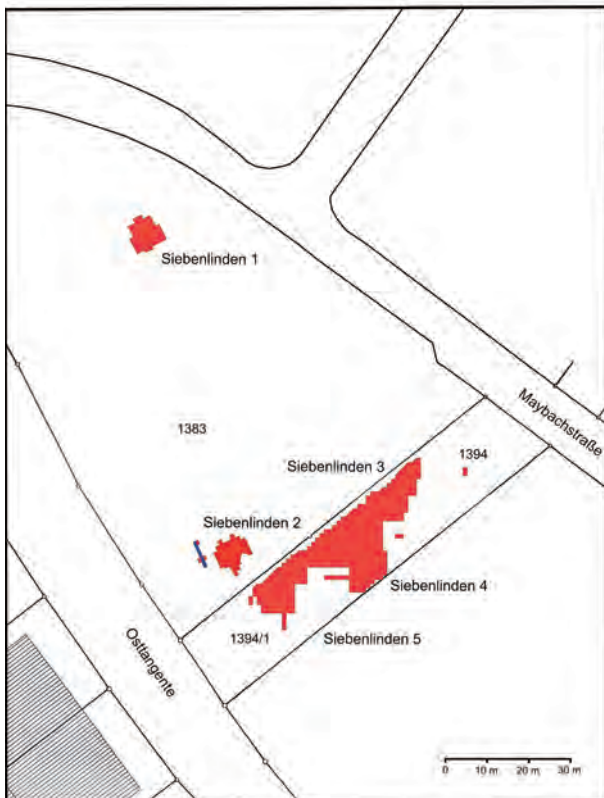 Siebenlinden 1
Maybachstraße
1383
Siebenlinden 3
1394
Siebenlinden 2
Siebenlinden 4
1394/1
Siebenlinden 5
Osttangente
0 10 m 20 m 30 m